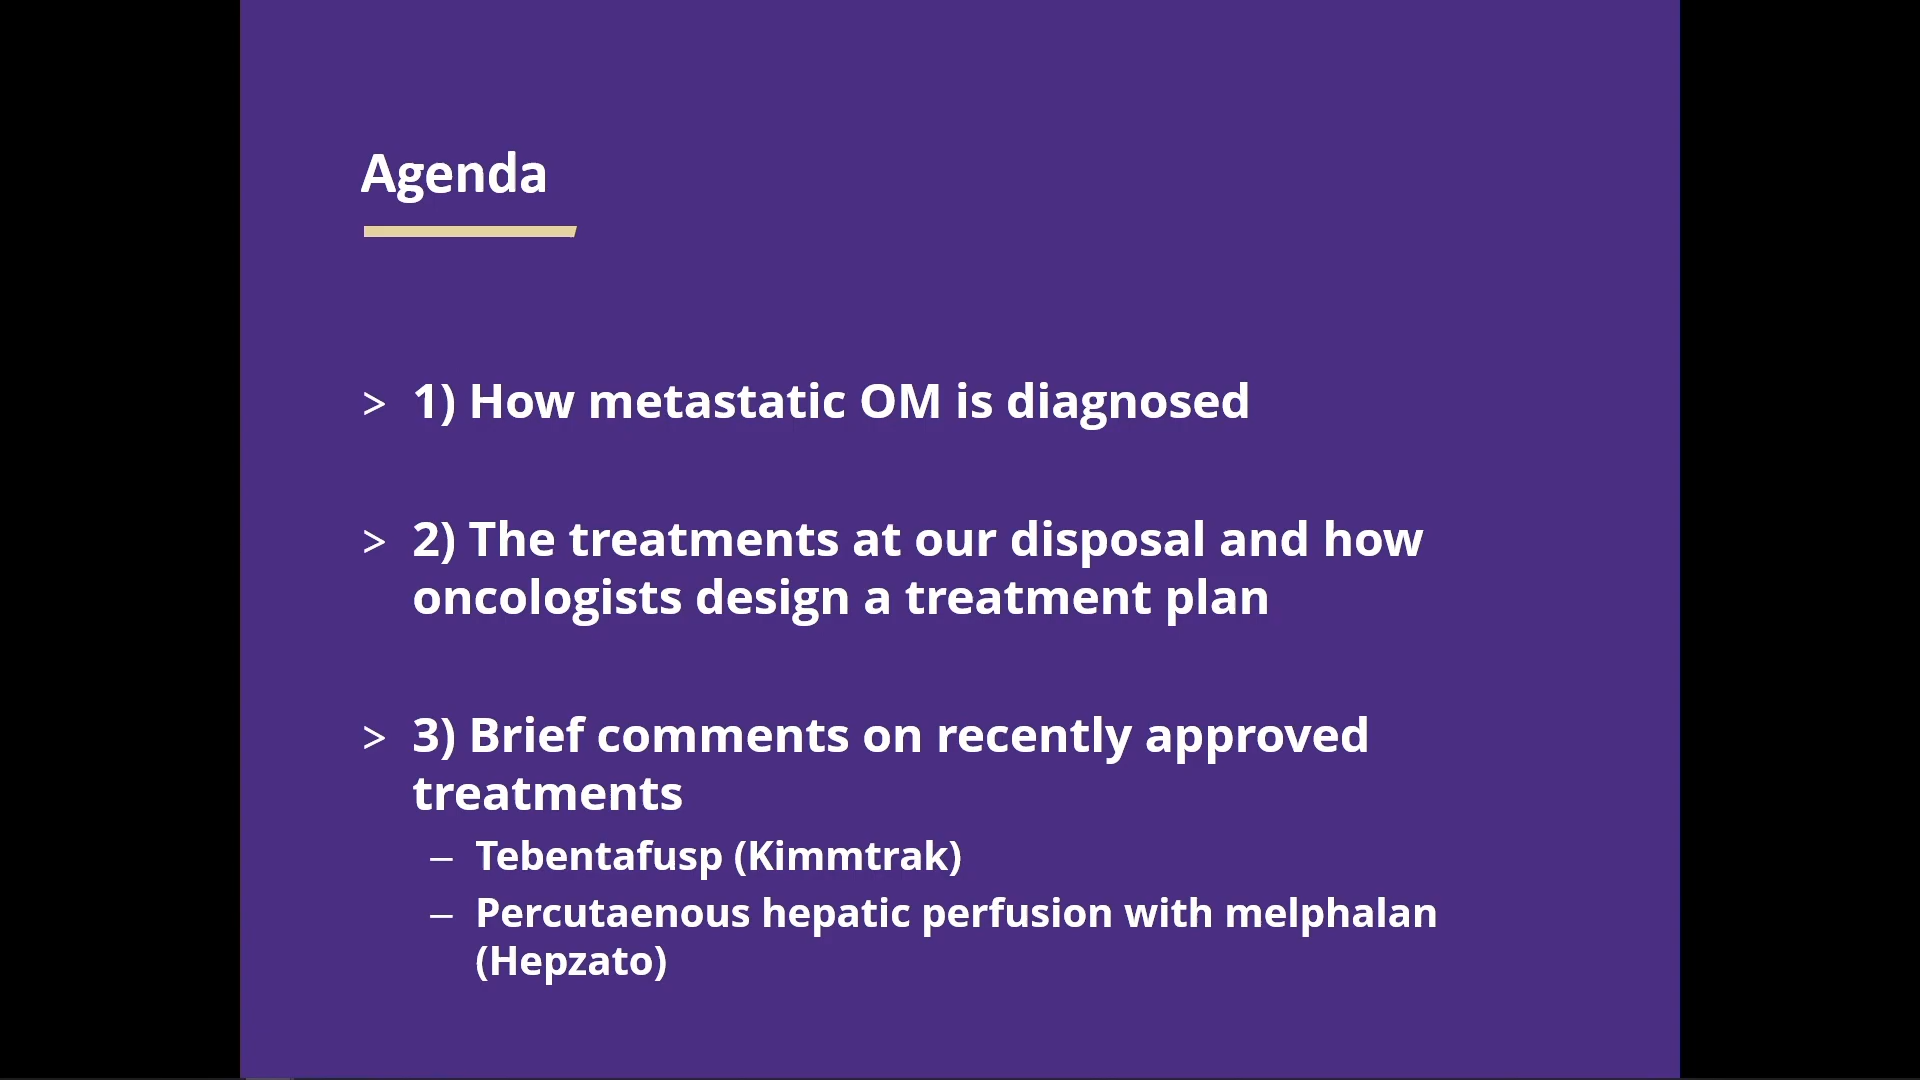 Agenda
> 1) How metastatic OM is diagnosed
> 2) The treatments at our disposal and how
oncologists design a treatment plan
> 3) Brief comments on recently approved
treatments
– Tebentafusp (Kimmtrak)
– Percutaenous hepatic perfusion with melphalan
(Hepzato)